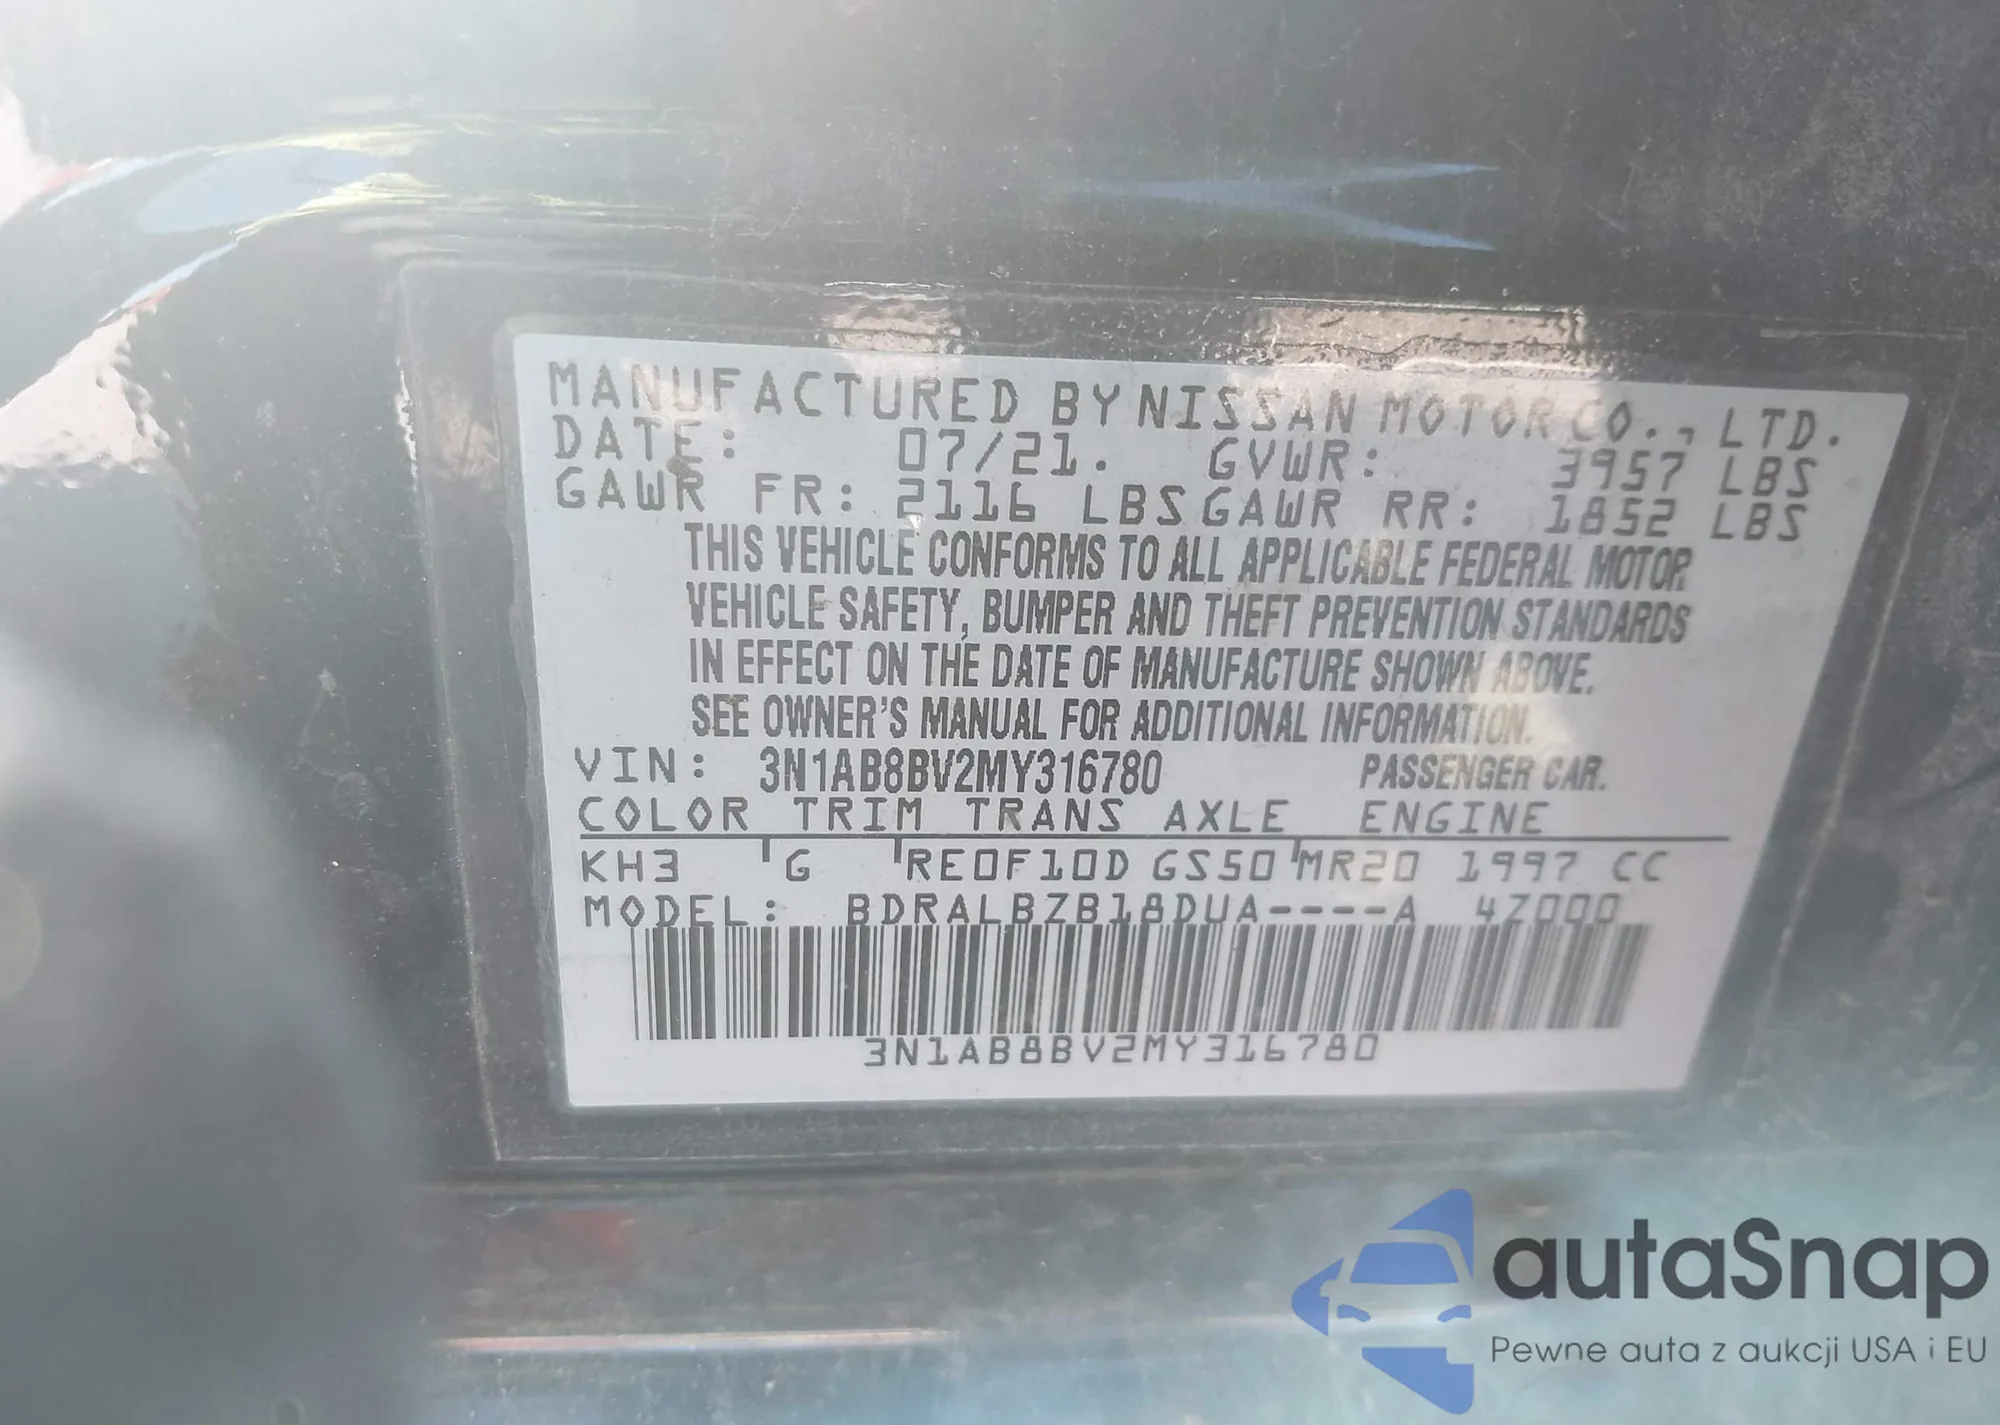 MANUFACTURED BY NISSAN MOTOR CO., LTD.
DATE: 07/21. GVWR: 3957 LBS
GAWR FR: 2116 LBS GAWR RR: 1852 LBS
THIS VEHICLE CONFORMS TO ALL APPLICABLE FEDERAL MOTOR
VEHICLE SAFETY, BUMPER AND THEFT PREVENTION STANDARDS
IN EFFECT ON THE DATE OF MANUFACTURE SHOWN ABOVE.
SEE OWNER'S MANUAL FOR ADDITIONAL INFORMATION.
VIN: 3N1AB8BV2MY316780 PASSENGER CAR.
COLOR TRIM TRANS AXLE ENGINE
KH3 G RE0F10D GS50 MR20 1997 CC
MODEL: BDRALBZB18DUA----A 4Z000
3N1AB8BV2MY316780
autaSnap
Pewne auta z aukcji USA i EU